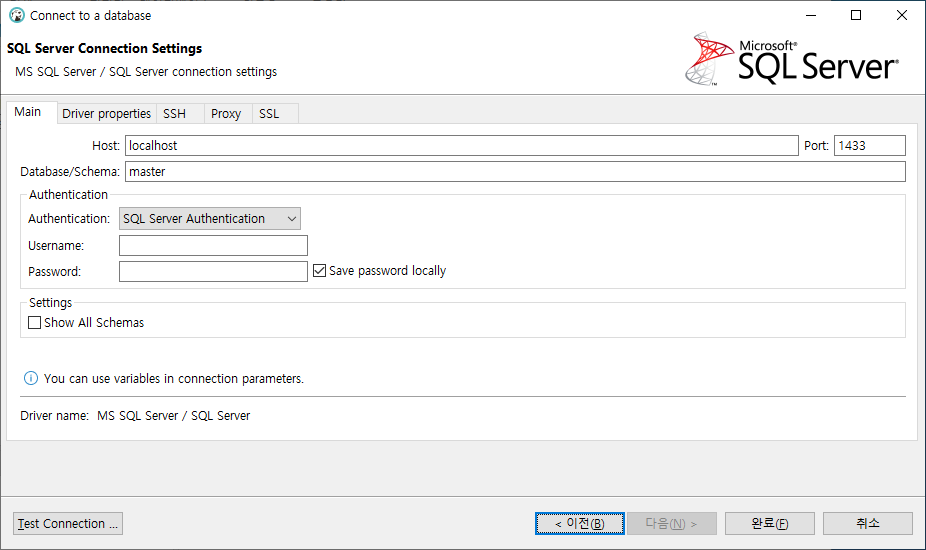 Connect to a database
SQL Server Connection Settings
MS SQL Server / SQL Server connection settings
Microsoft®
SQL Server®
Main Driver properties SSH Proxy SSL
Host: localhost Port: 1433
Database/Schema: master
Authentication
Authentication: SQL Server Authentication
Username:
Password: Save password locally
Settings
Show All Schemas
You can use variables in connection parameters.
Driver name: MS SQL Server / SQL Server
Test Connection ... < 이전(B) 다음(N) > 완료(F) 취소